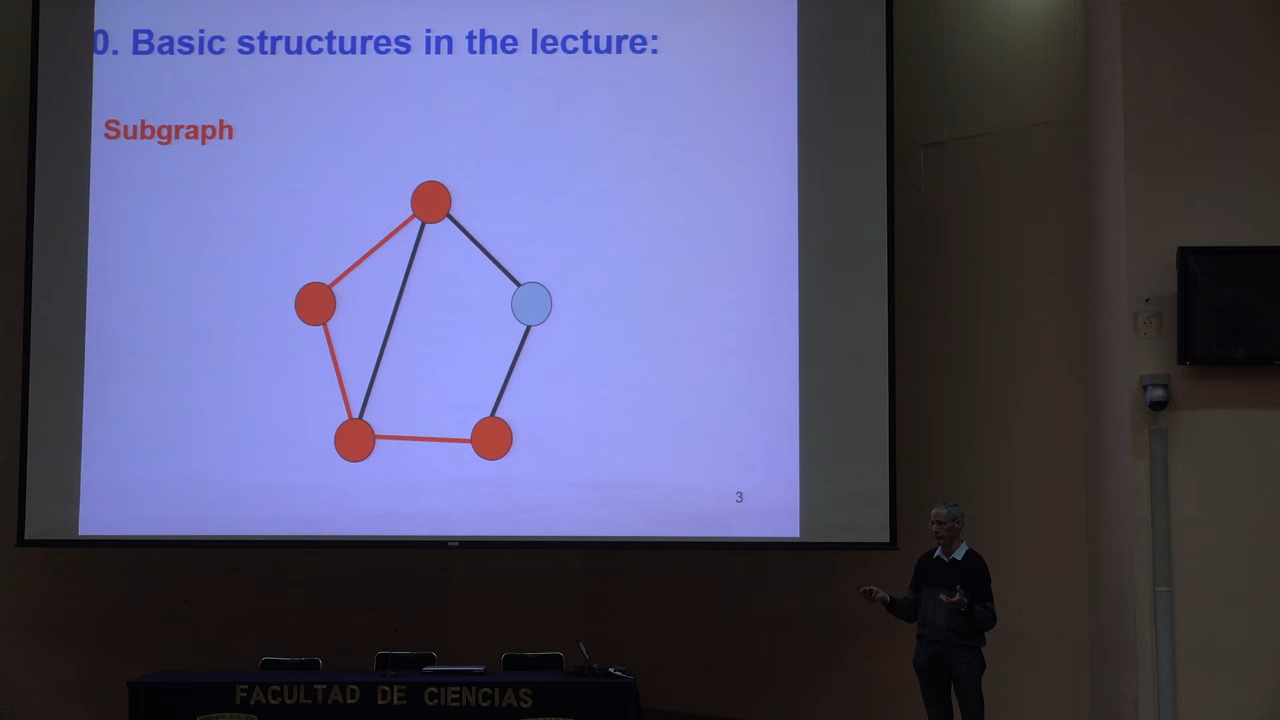 0. Basic structures in the lecture:
Subgraph
3
FACULTAD DE CIENCIAS